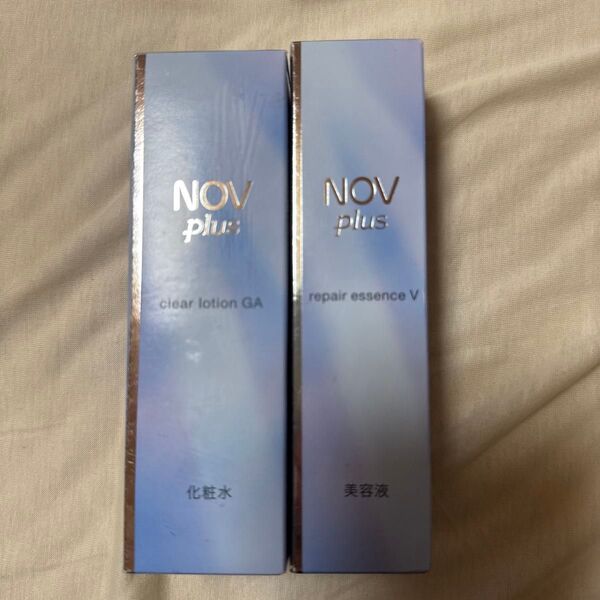 NOV
plus
clear lotion GA
化粧水
NOV
plus
repair essence V
美容液